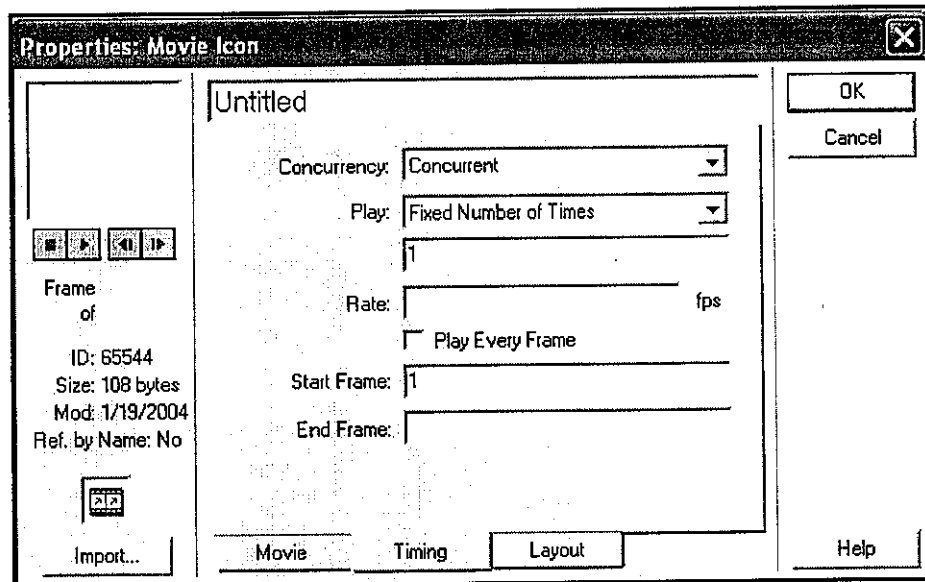 Properties: Movie Icon
Untitled
OK
Cancel
Concurrency: Concurrent
Play: Fixed Number of Times
1
Rate: fps
Play Every Frame
Start Frame: 1
End Frame:
Frame
of
ID: 65544
Size: 108 bytes
Mod: 1/19/2004
Ref. by Name: No
Import...
Movie
Timing
Layout
Help